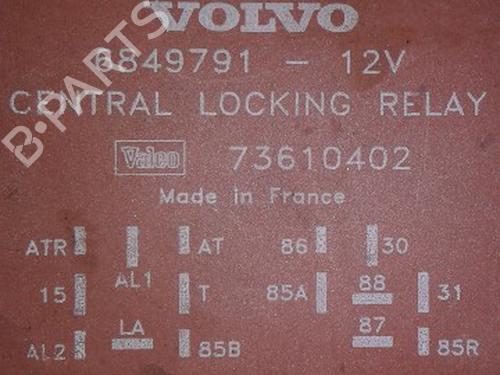 VOLVO
6849791 - 12V
CENTRAL LOCKING RELAY
Valeo 73610402
Made in France
ATR AT 86 30
AL1
15 T 85A 88 31
LA 87
AL2 85B 85R
B-PARTS